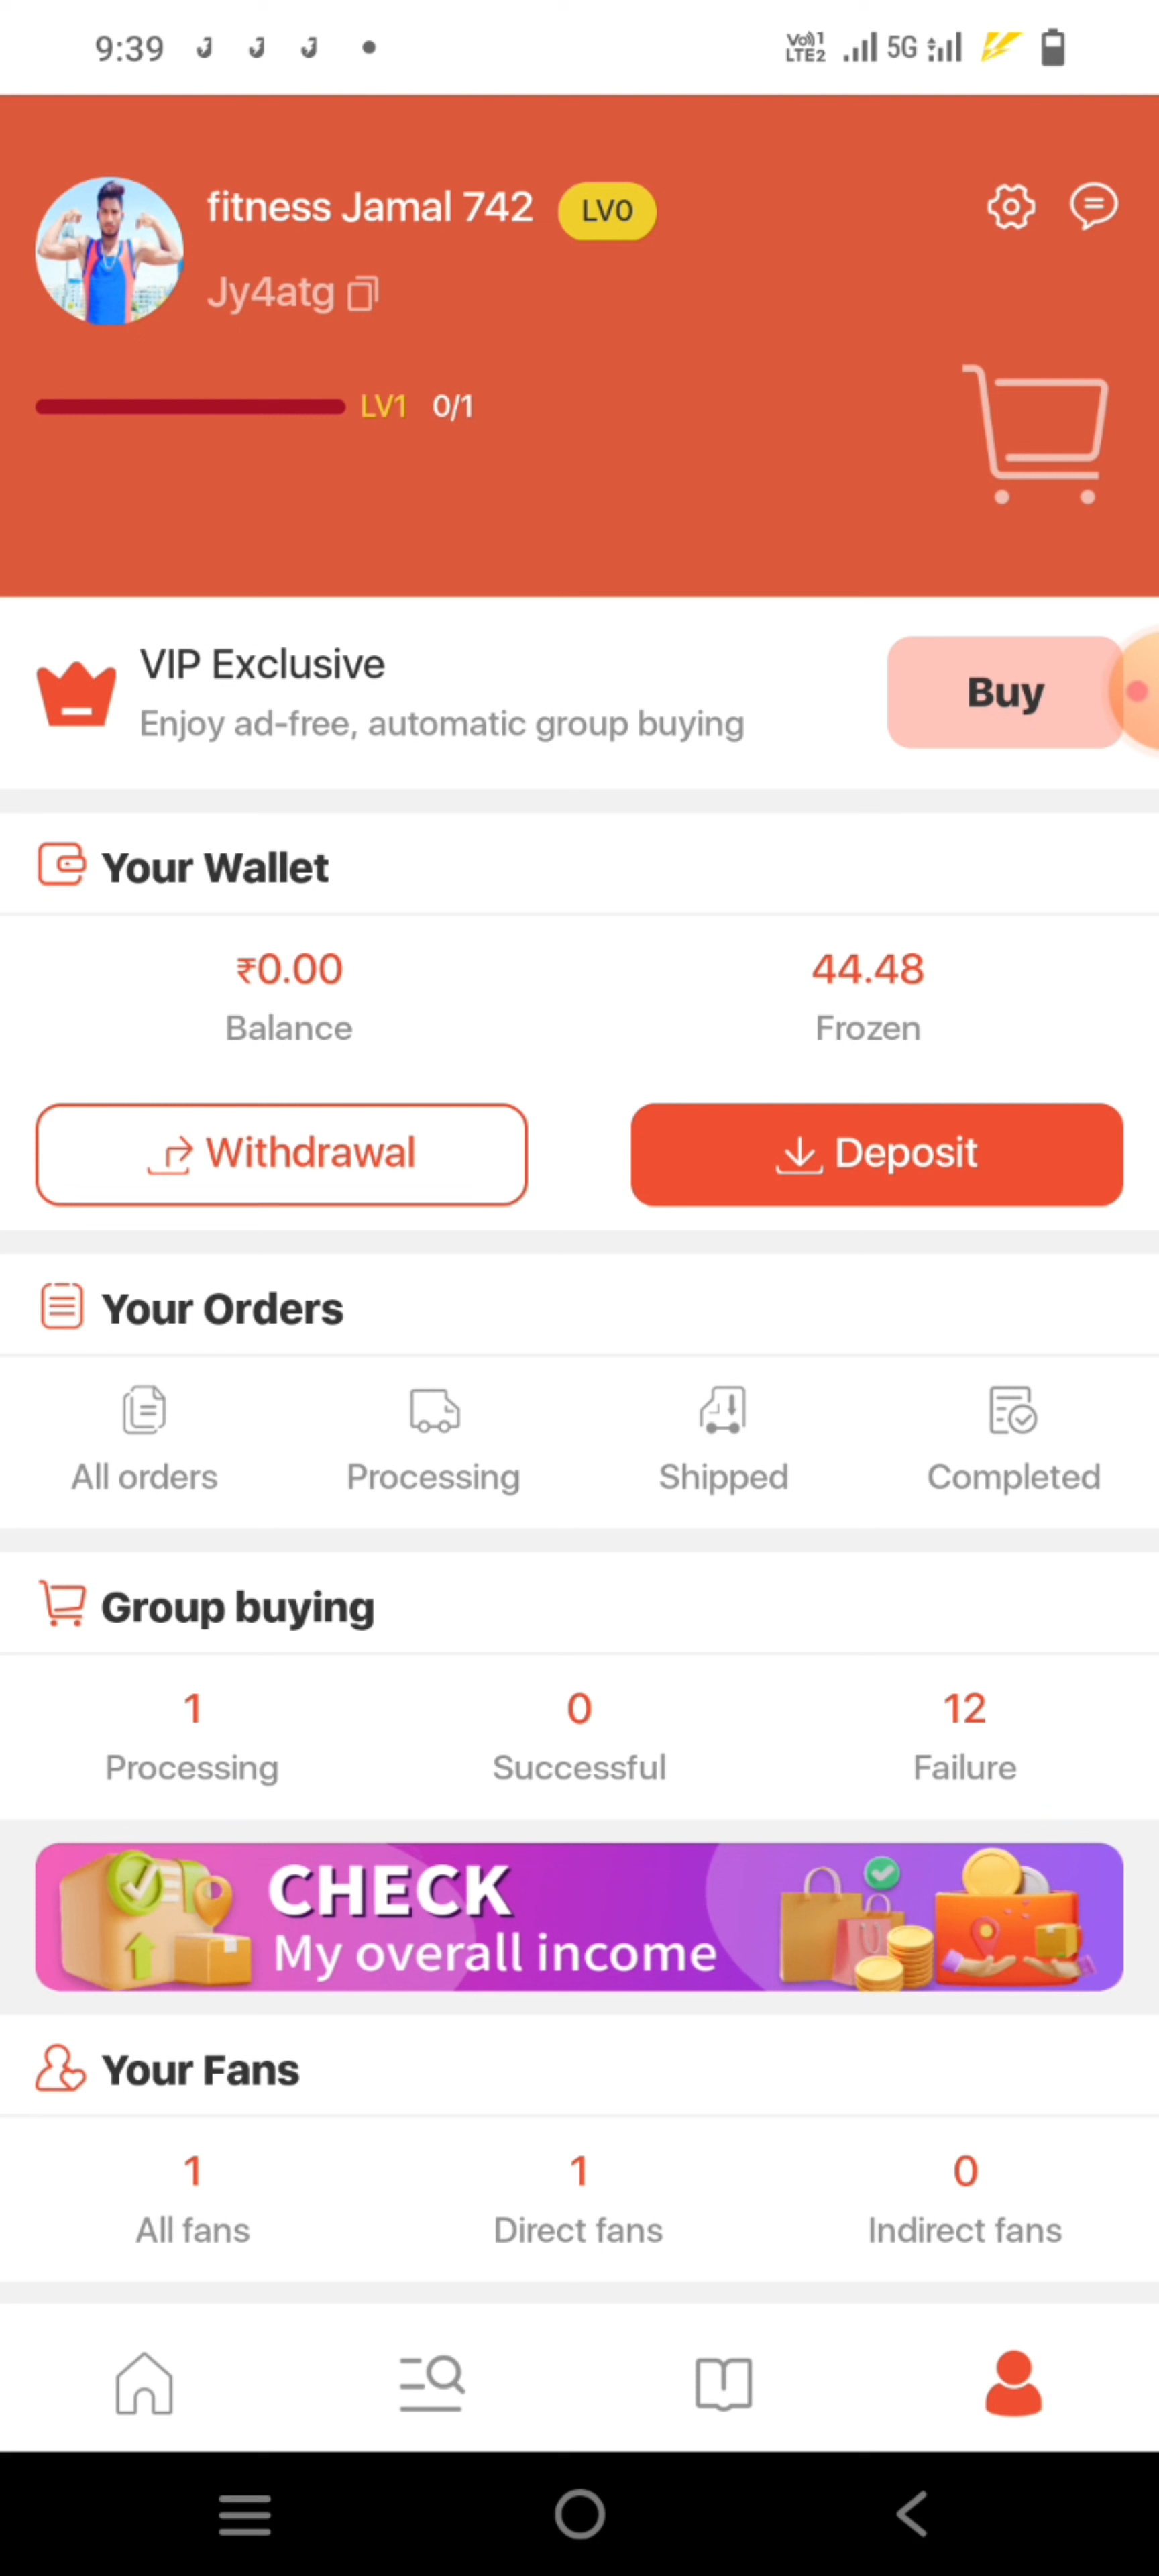 9:39
Vo)) 1
LTE2
5G
fitness Jamal 742 LV0
Jy4atg
LV1 0/1
VIP Exclusive
Enjoy ad-free, automatic group buying
Buy
Your Wallet
₹0.00 44.48
Balance Frozen
Withdrawal Deposit
Your Orders
All orders Processing Shipped Completed
Group buying
1 0 12
Processing Successful Failure
CHECK
My overall income
Your Fans
1 1 0
All fans Direct fans Indirect fans